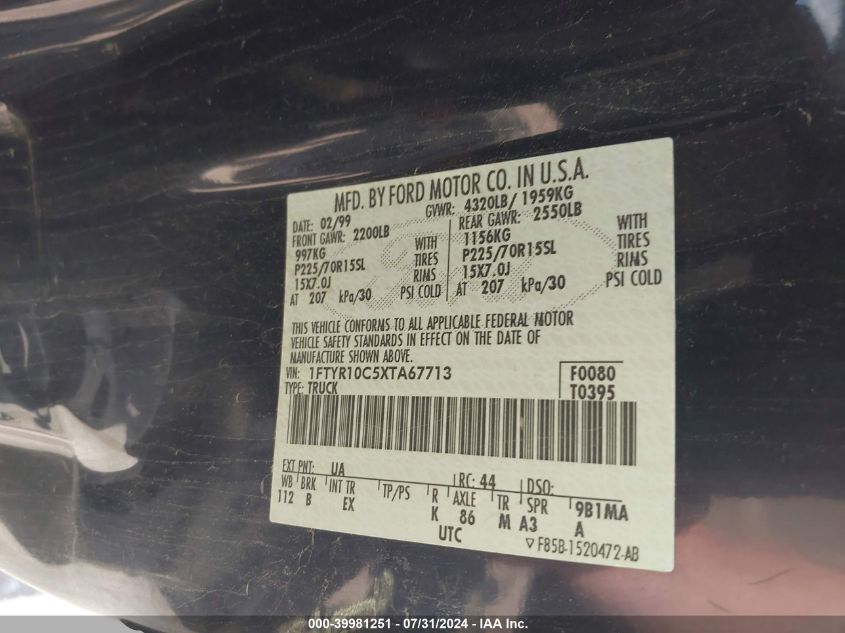 MFD. BY FORD MOTOR CO. IN U.S.A.
DATE: 02/99 GVWR: 4320LB/ 1959KG
FRONT GAWR: 2200LB REAR GAWR: 2550LB
997KG WITH 1156KG WITH
P225/70R15SL TIRES P225/70R15SL TIRES
15X7.0J RIMS 15X7.0J RIMS
AT 207 kPa/30 PSI COLD AT 207 kPa/30 PSI COLD
THIS VEHICLE CONFORMS TO ALL APPLICABLE FEDERAL MOTOR
VEHICLE SAFETY STANDARDS IN EFFECT ON THE DATE OF
MANUFACTURE SHOWN ABOVE.
VIN: 1FTYR10C5XTA67713 F0080
TYPE: TRUCK T0395
EXT PNT: UA RC: 44 DSO:
WB BRK INT TR TP/PS R AXLE TR SPR 9B1MA
112 B EX K 86 M A3 A
UTC
▽F85B-1520472-AB
000-39981251 - 07/31/2024 - IAA Inc.